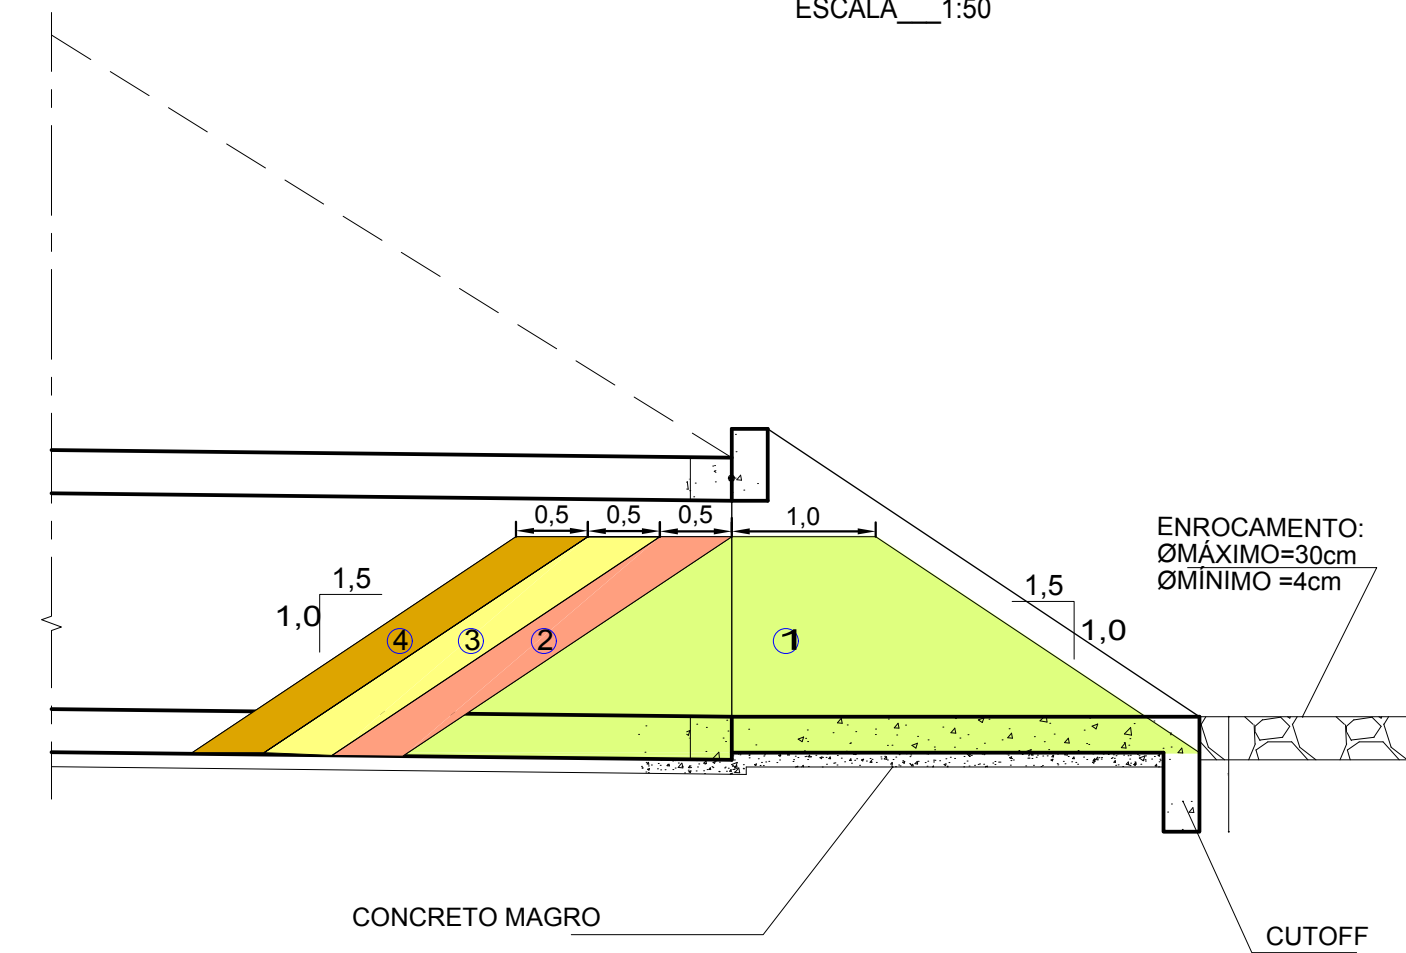 ESCALA___1:50
0,5 0,5 0,5 1,0
ENROCAMENTO:
ØMÁXIMO=30cm
ØMÍNIMO =4cm
1,5
1,0
1,5
1,0
4 3 2 1
CONCRETO MAGRO
CUTOFF